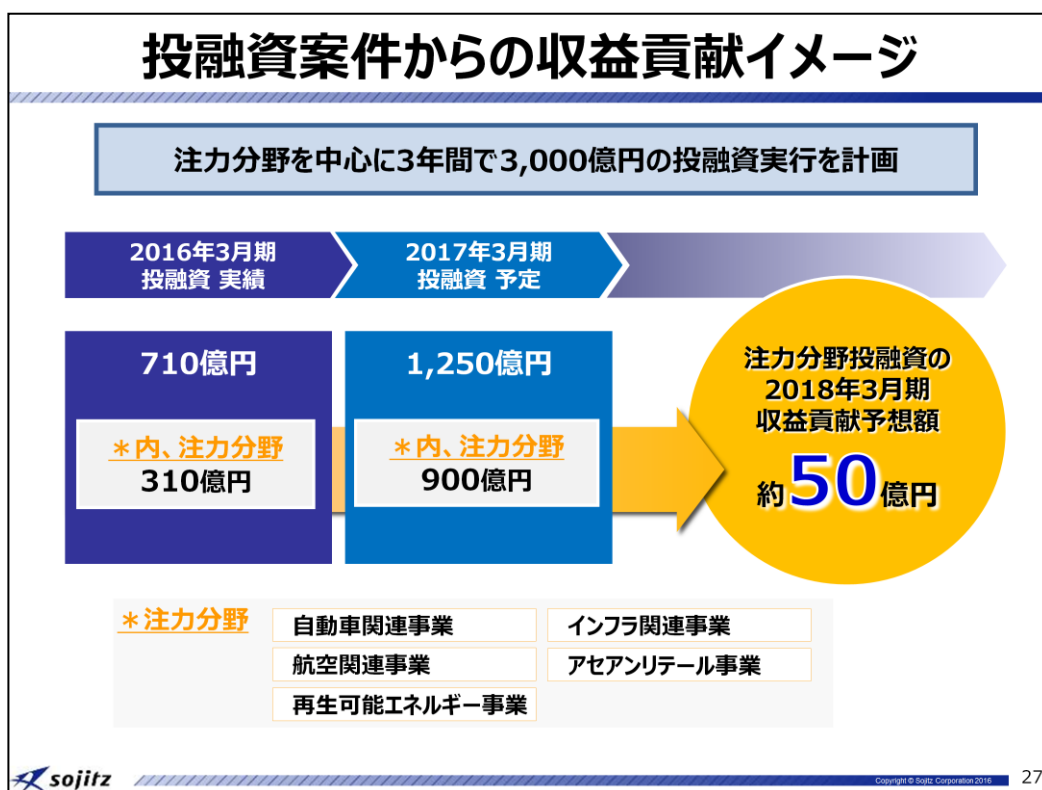 投融資案件からの収益貢献イメージ
注力分野を中心に3年間で3,000億円の投融資実行を計画
2016年3月期
投融資 実績
2017年3月期
投融資 予定
710億円
＊内、注力分野
310億円
1,250億円
＊内、注力分野
900億円
注力分野投融資の
2018年3月期
収益貢献予想額
約50億円
＊注力分野
自動車関連事業
インフラ関連事業
航空関連事業
アセアンリテール事業
再生可能エネルギー事業
sojitz
Copyright © Sojitz Corporation 2016
27